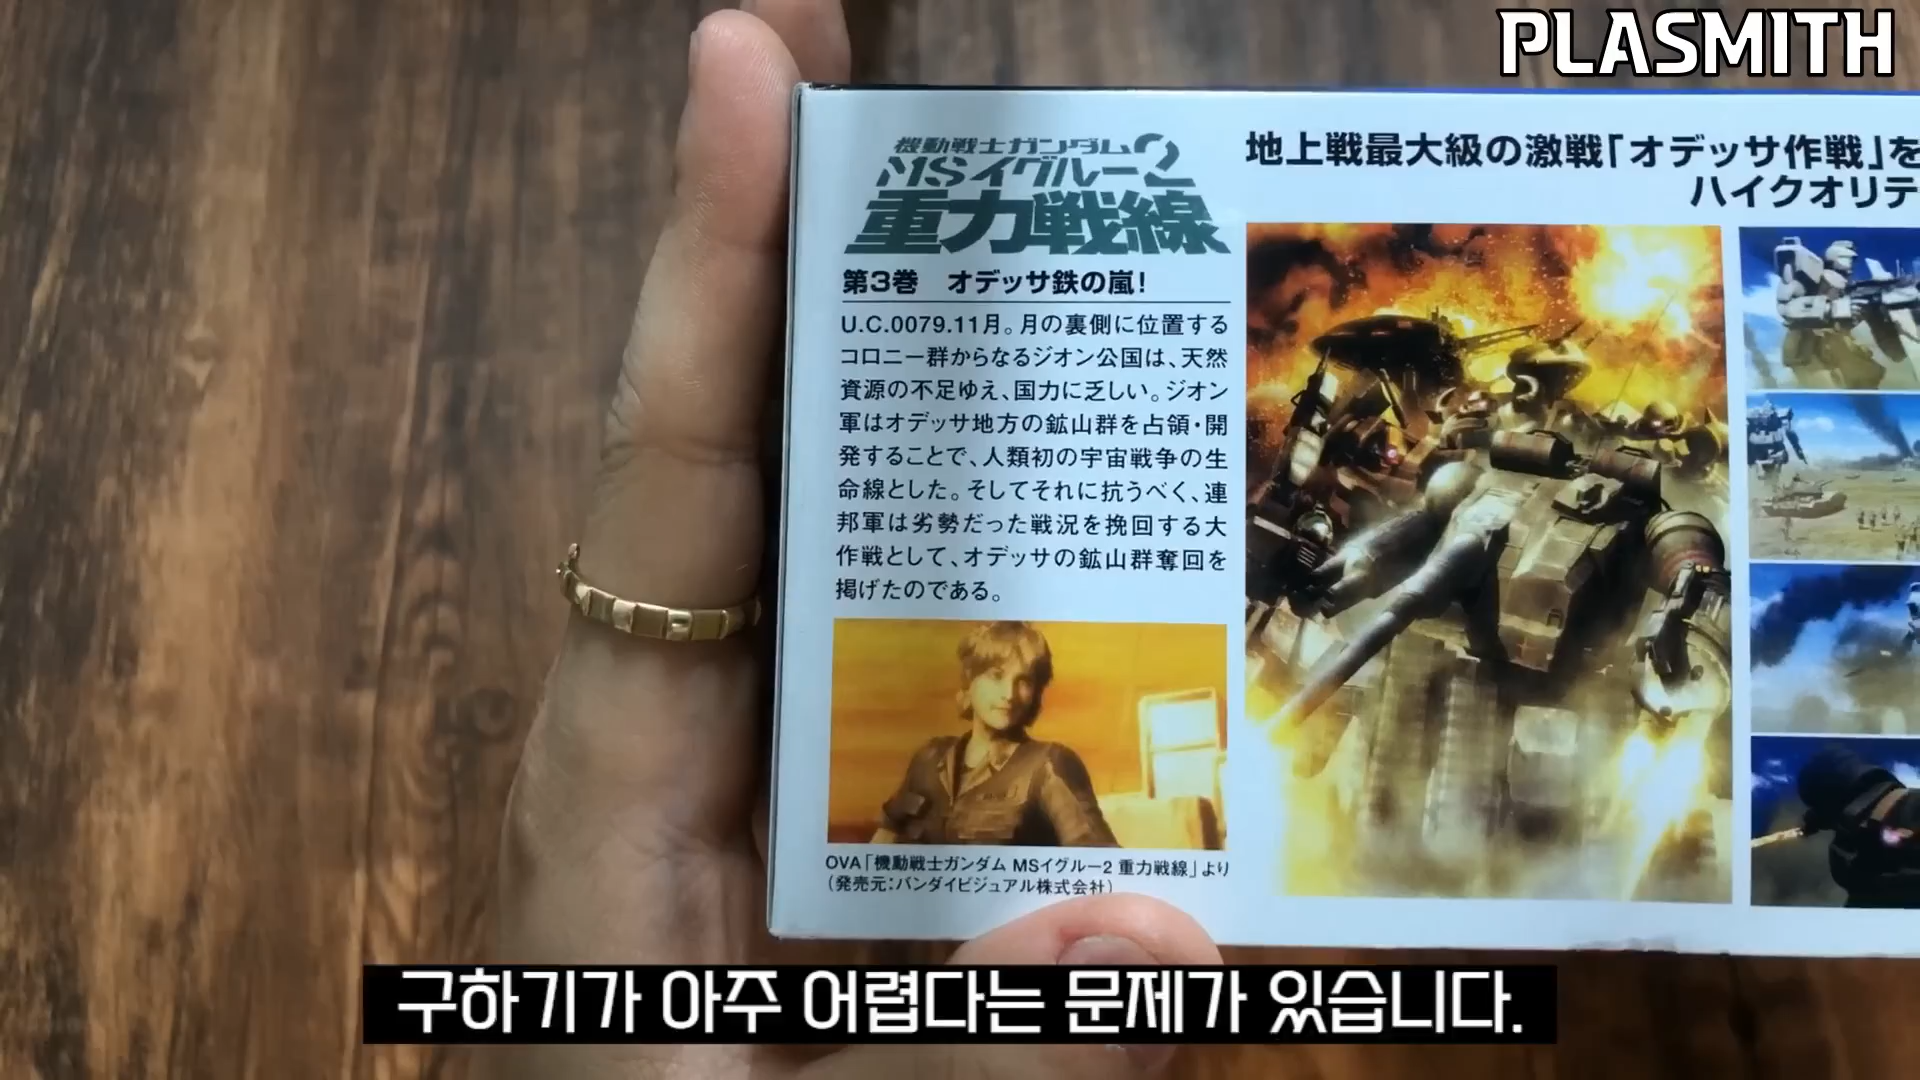 PLASMITH
機動戦士ガンダム
MSイグルー2
重力戦線
第3巻 オデッサ鉄の嵐!
U.C.0079.11月。月の裏側に位置する
コロニー群からなるジオン公国は、天然
資源の不足ゆえ、国力に乏しい。ジオン
軍はオデッサ地方の鉱山群を占領・開
発することで、人類初の宇宙戦争の生
命線とした。そしてそれに抗うべく、連
邦軍は劣勢だった戦況を挽回する大
作戦として、オデッサの鉱山群奪回を
掲げたのである。
OVA「機動戦士ガンダム MSイグルー2 重力戦線」より
(発売元:バンダイビジュアル株式会社)
地上戦最大級の激戦「オデッサ作戦」を
ハイクオリテ
구하기가 아주 어렵다는 문제가 있습니다.